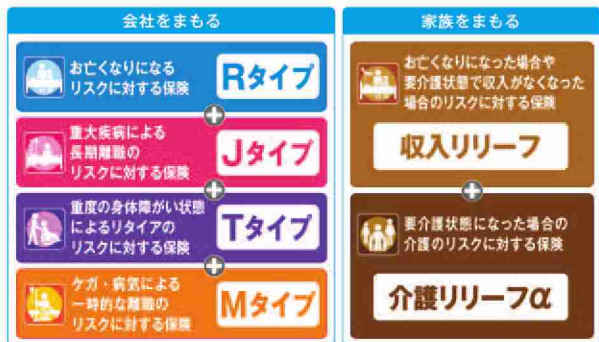 会社をまもる
お亡くなりになる
リスクに対する保険
Rタイプ
+
重大疾病による
長期離職の
リスクに対する保険
Jタイプ
+
重度の身体障がい状態
によるリタイアの
リスクに対する保険
Tタイプ
+
ケガ・病気による
一時的な離職の
リスクに対する保険
Mタイプ
家族をまもる
お亡くなりになった場合や
要介護状態で収入がなくなった
場合のリスクに対する保険
収入リリーフ
+
要介護状態になった場合の
介護のリスクに対する保険
介護リリーフα